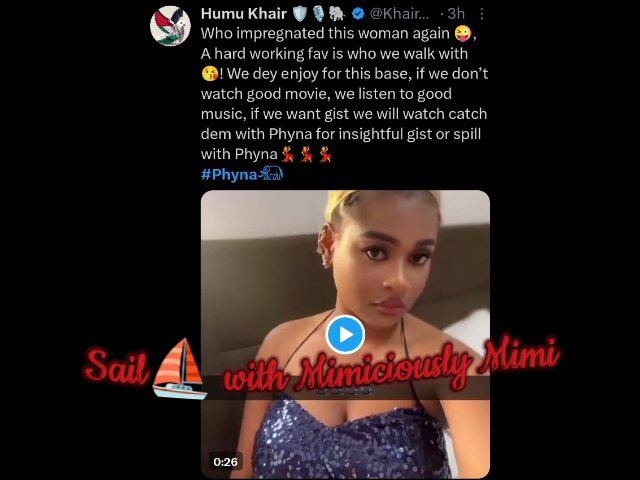 Humu Khair 🛡️🎙️🐘 @Khair... · 3h
Who impregnated this woman again 😜,
A hard working fav is who we walk with
😘! We dey enjoy for this base, if we don't
watch good movie, we listen to good
music, if we want gist we will watch catch
dem with Phyna for insightful gist or spill
with Phyna💃💃💃
#Phyna
Sail with Mimiciously Mimi
0:26